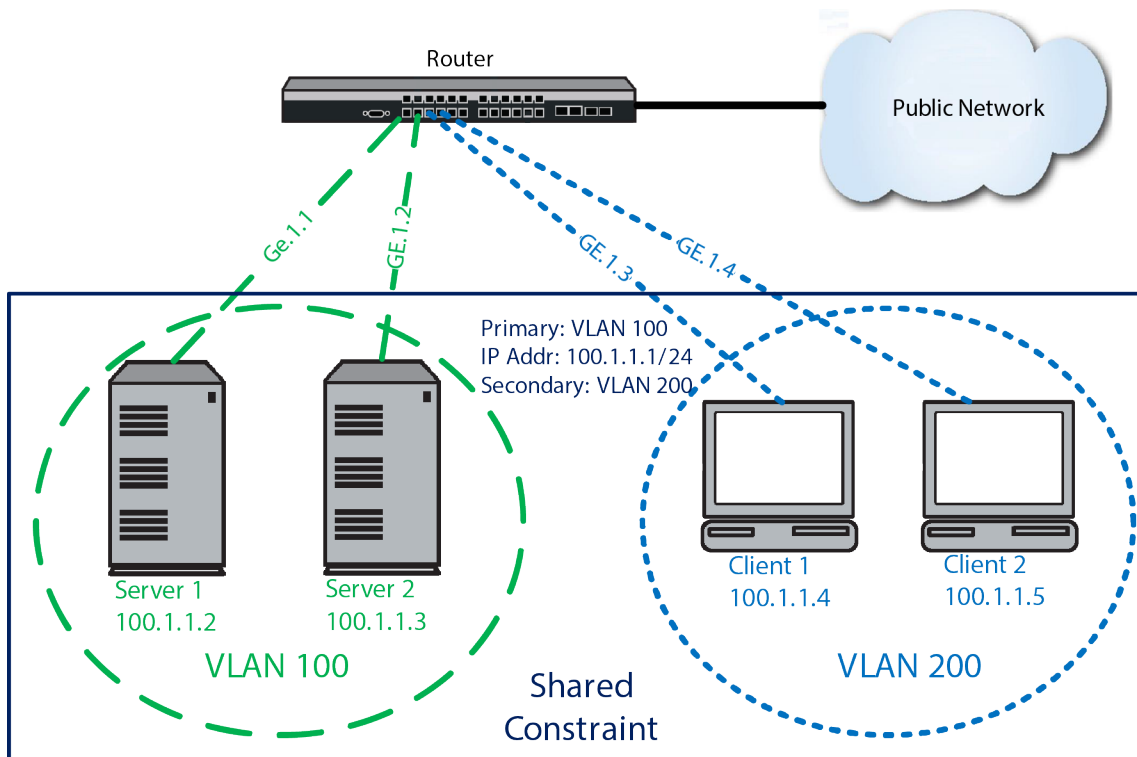 Router
Public Network
Ge.1.1
GE.1.2
GE.1.3
GE.1.4
Primary: VLAN 100
IP Addr: 100.1.1.1/24
Secondary: VLAN 200
Server 1
100.1.1.2
Server 2
100.1.1.3
Client 1
100.1.1.4
Client 2
100.1.1.5
VLAN 100
VLAN 200
Shared
Constraint